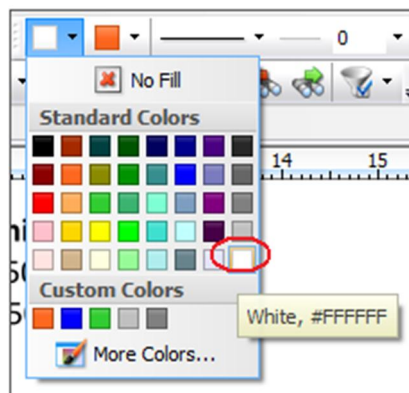 0
No Fill
Standard Colors
14 15
Custom Colors
White, #FFFFFF
More Colors...